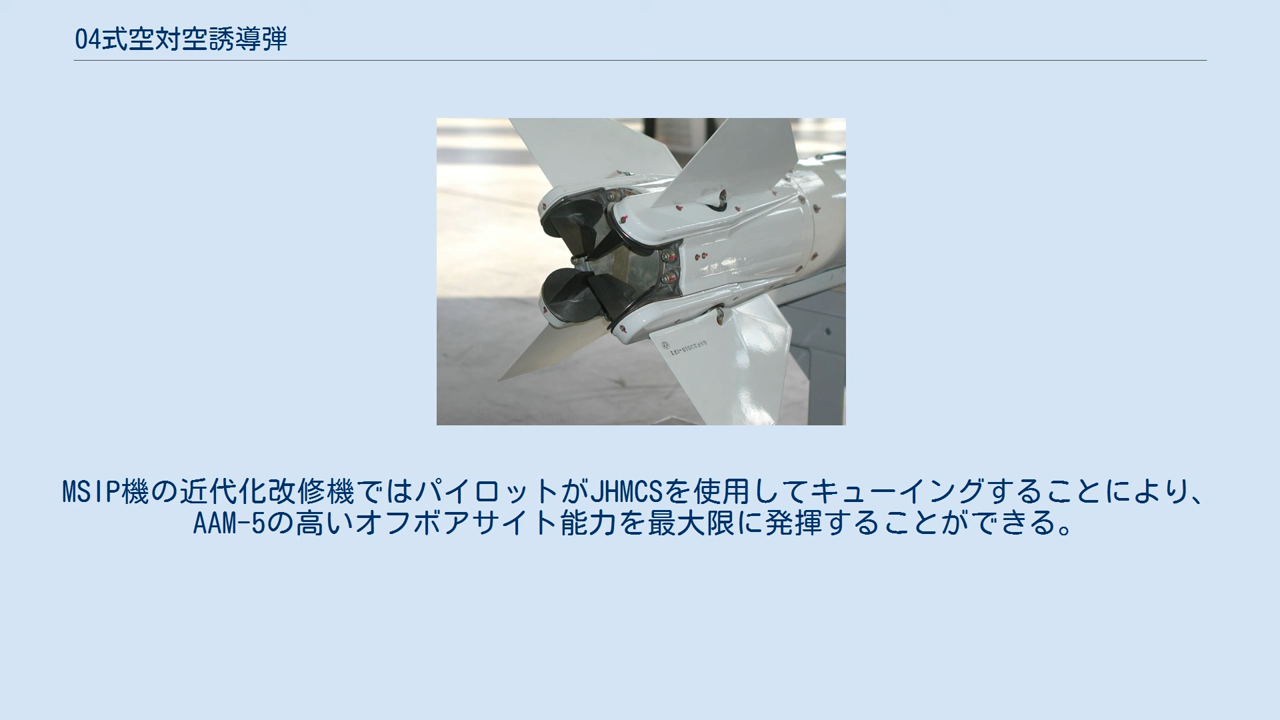 04式空対空誘導弾
MSIP機の近代化改修機ではパイロットがJHMCSを使用してキューイングすることにより、
AAM-5の高いオフボアサイト能力を最大限に発揮することができる。